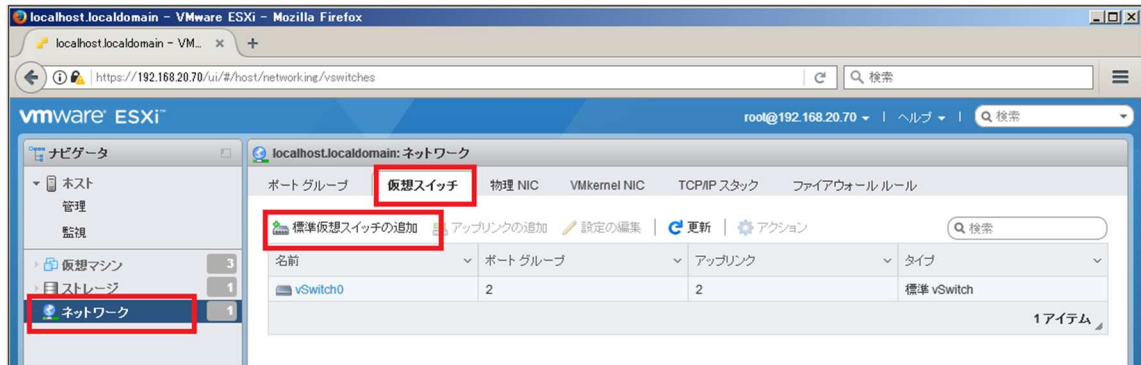 localhost.localdomain - VMware ESXi - Mozilla Firefox
localhost.localdomain - VM... × +
https://192.168.20.70/ui/#/host/networking/vswitches 検索
vmware ESXi™ root@192.168.20.70 | ヘルプ | 検索
ナビゲータ
ホスト
管理
監視
仮想マシン 3
ストレージ 1
ネットワーク 1
localhost.localdomain: ネットワーク
ポート グループ 仮想スイッチ 物理 NIC VMkernel NIC TCP/IP スタック ファイアウォール ルール
標準仮想スイッチの追加 アップリンクの追加 設定の編集 | 更新 | アクション 検索
名前 ポート グループ アップリンク タイプ
vSwitch0 2 2 標準 vSwitch
1 アイテム